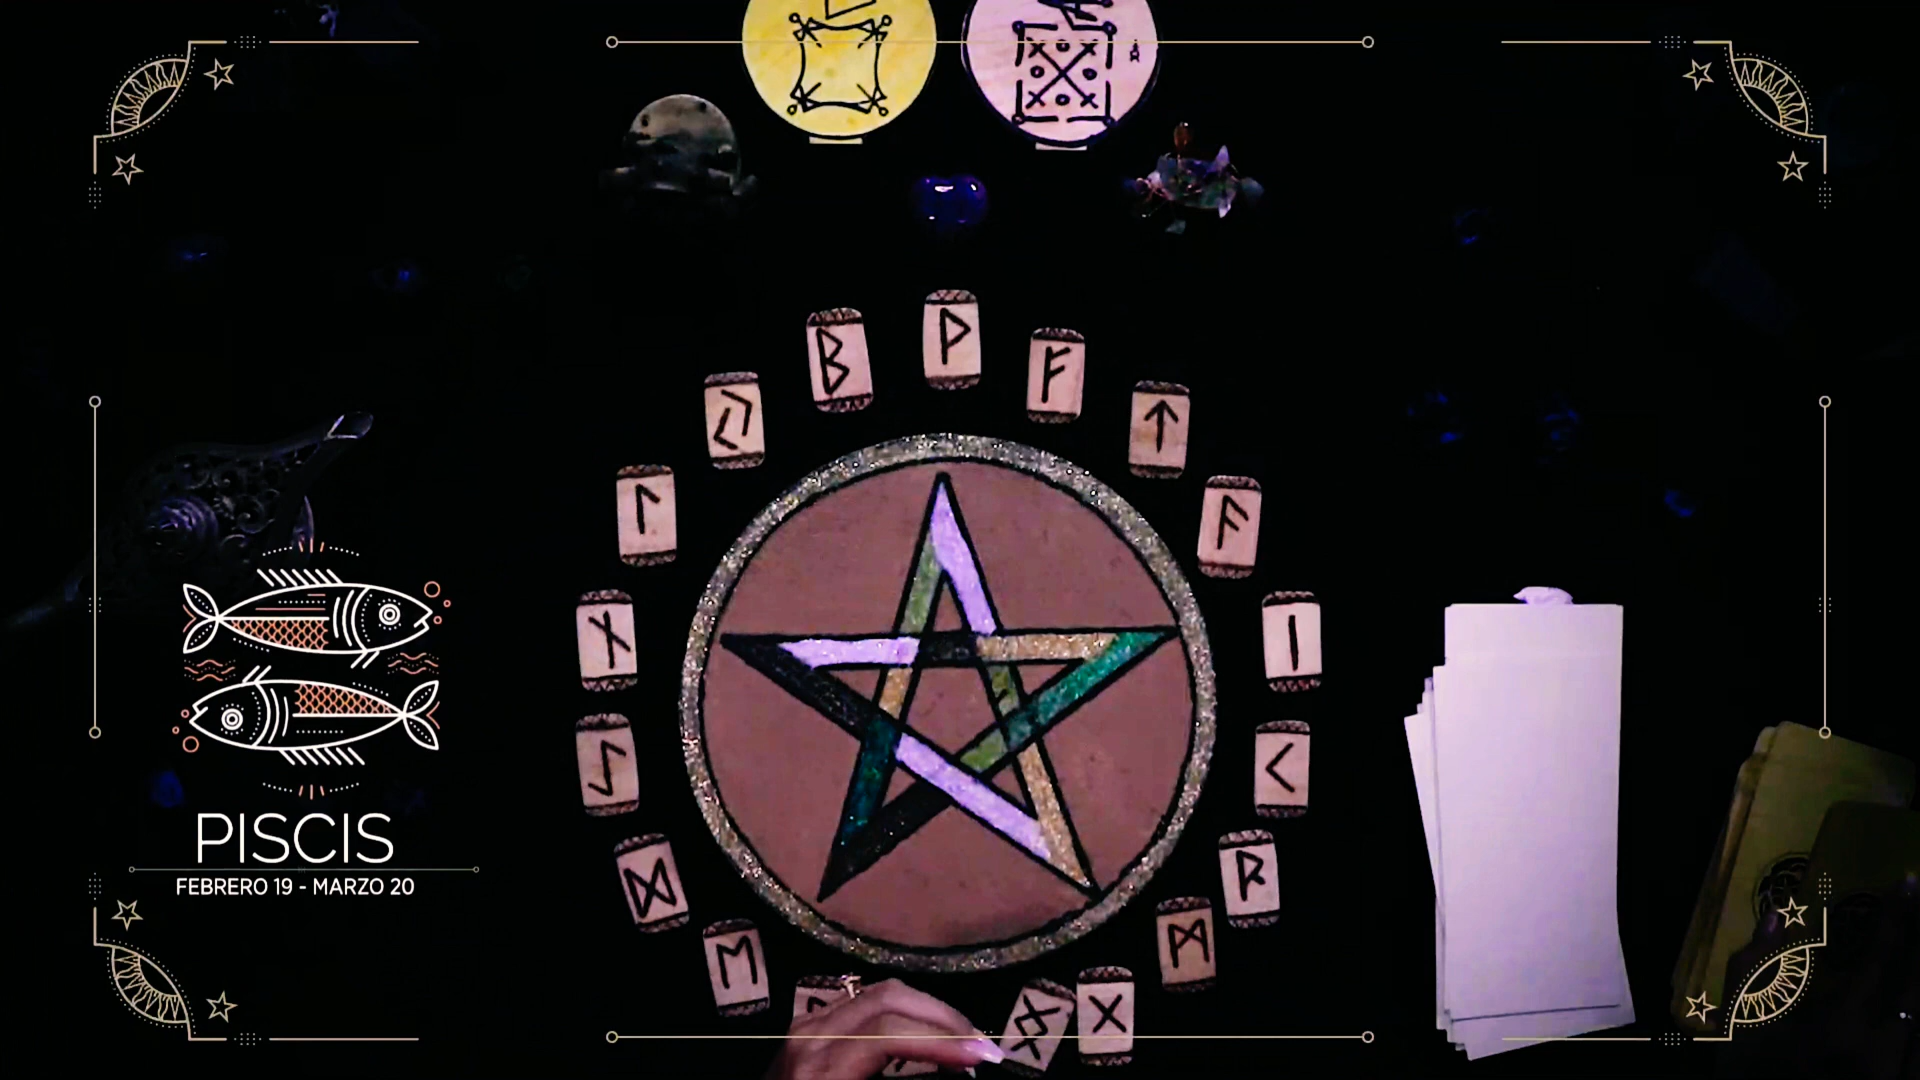 ᛒ
ᚹ
ᚠ
ᛏ
ᚨ
ᛁ
ᚲ
ᚱ
ᛗ
ᚷ
ᛞ
ᚾ
ᛚ
PISCIS
FEBRERO 19 - MARZO 20